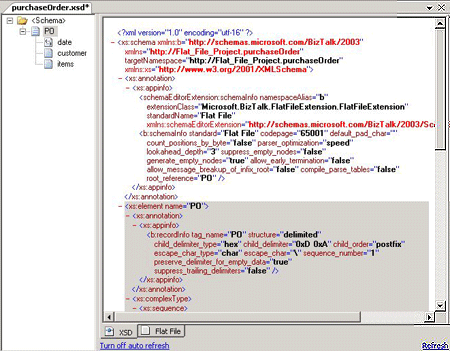 purchaseOrder.xsd*
<Schema>
PO
date
customer
items
<?xml version="1.0" encoding="utf-16" ?>
- <xs:schema xmlns:b="http://schemas.microsoft.com/BizTalk/2003"
xmlns="http://Flat_File_Project.purchaseOrder"
targetNamespace="http://Flat_File_Project.purchaseOrder"
xmlns:xs="http://www.w3.org/2001/XMLSchema">
- <xs:annotation>
- <xs:appinfo>
<schemaEditorExtension:schemaInfo namespaceAlias="b"
extensionClass="Microsoft.BizTalk.FlatFileExtension.FlatFileExtension"
standardName="Flat File"
xmlns:schemaEditorExtension="http://schemas.microsoft.com/BizTalk/2003/Sc
<b:schemaInfo standard="Flat File" codepage="65001" default_pad_char=""
count_positions_by_byte="false" parser_optimization="speed"
lookahead_depth="3" suppress_empty_nodes="false"
generate_empty_nodes="true" allow_early_termination="false"
allow_message_breakup_of_infix_root="false" compile_parse_tables="false"
root_reference="PO" />
</xs:appinfo>
</xs:annotation>
- <xs:element name="PO">
- <xs:annotation>
- <xs:appinfo>
<b:recordInfo tag_name="PO" structure="delimited"
child_delimiter_type="hex" child_delimiter="0xD 0xA" child_order="postfix"
escape_char_type="char" escape_char="\" sequence_number="1"
preserve_delimiter_for_empty_data="true"
suppress_trailing_delimiters="false" />
</xs:appinfo>
</xs:annotation>
- <xs:complexType>
- <xs:sequence>
XSD Flat File
Turn off auto refresh Refresh